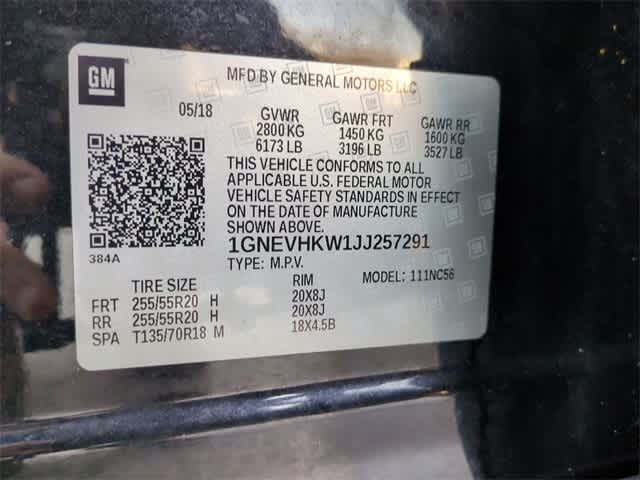 GM
MFD BY GENERAL MOTORS LLC
05/18 GVWR GAWR FRT GAWR RR
2800 KG 1450 KG 1600 KG
6173 LB 3196 LB 3527 LB
THIS VEHICLE CONFORMS TO ALL
APPLICABLE U.S. FEDERAL MOTOR
VEHICLE SAFETY STANDARDS IN EFFECT
ON THE DATE OF MANUFACTURE
SHOWN ABOVE.
384A
1GNEVHKW1JJ257291
TYPE: M.P.V. MODEL: 111NC56
TIRE SIZE RIM
FRT 255/55R20 H 20X8J
RR 255/55R20 H 20X8J
SPA T135/70R18 M 18X4.5B